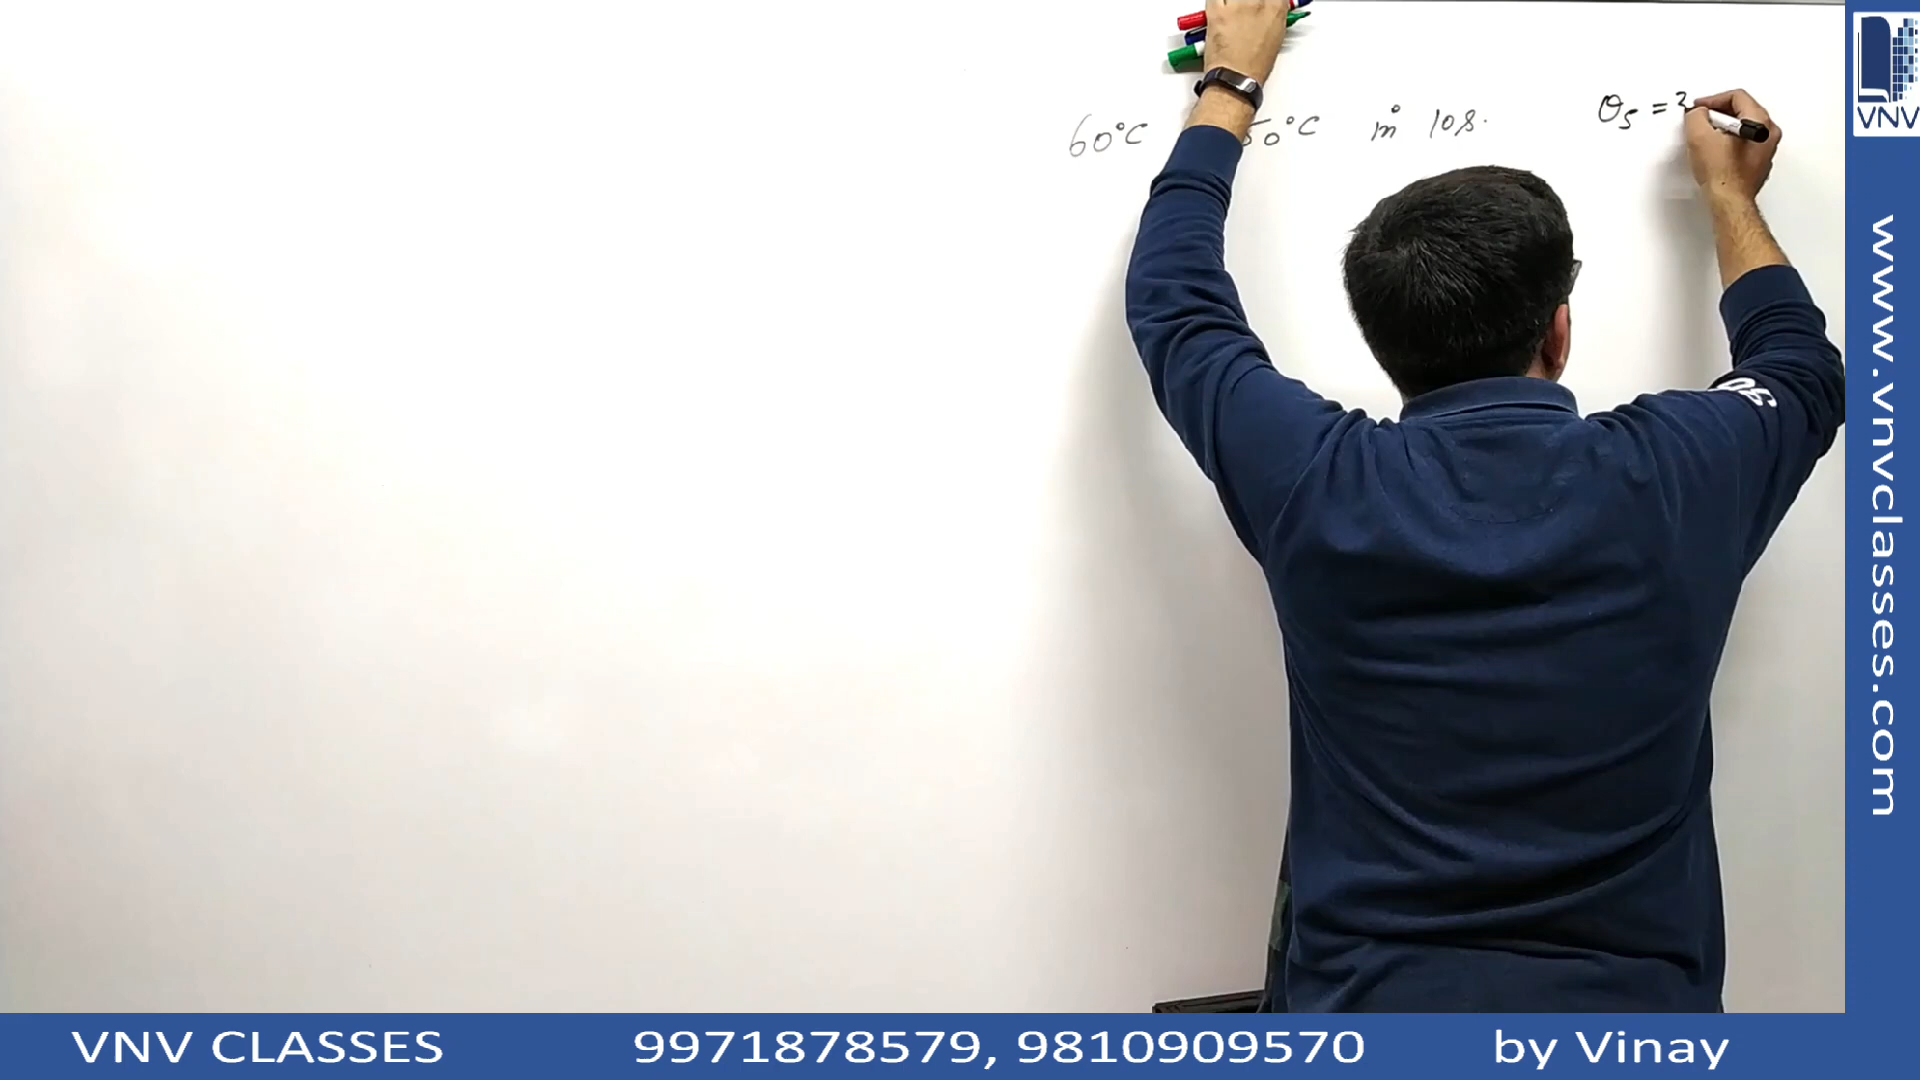 60°C 50°C in 10s. θs = 2
VNV
www.vnvclasses.com
VNV CLASSES 9971878579, 9810909570 by Vinay